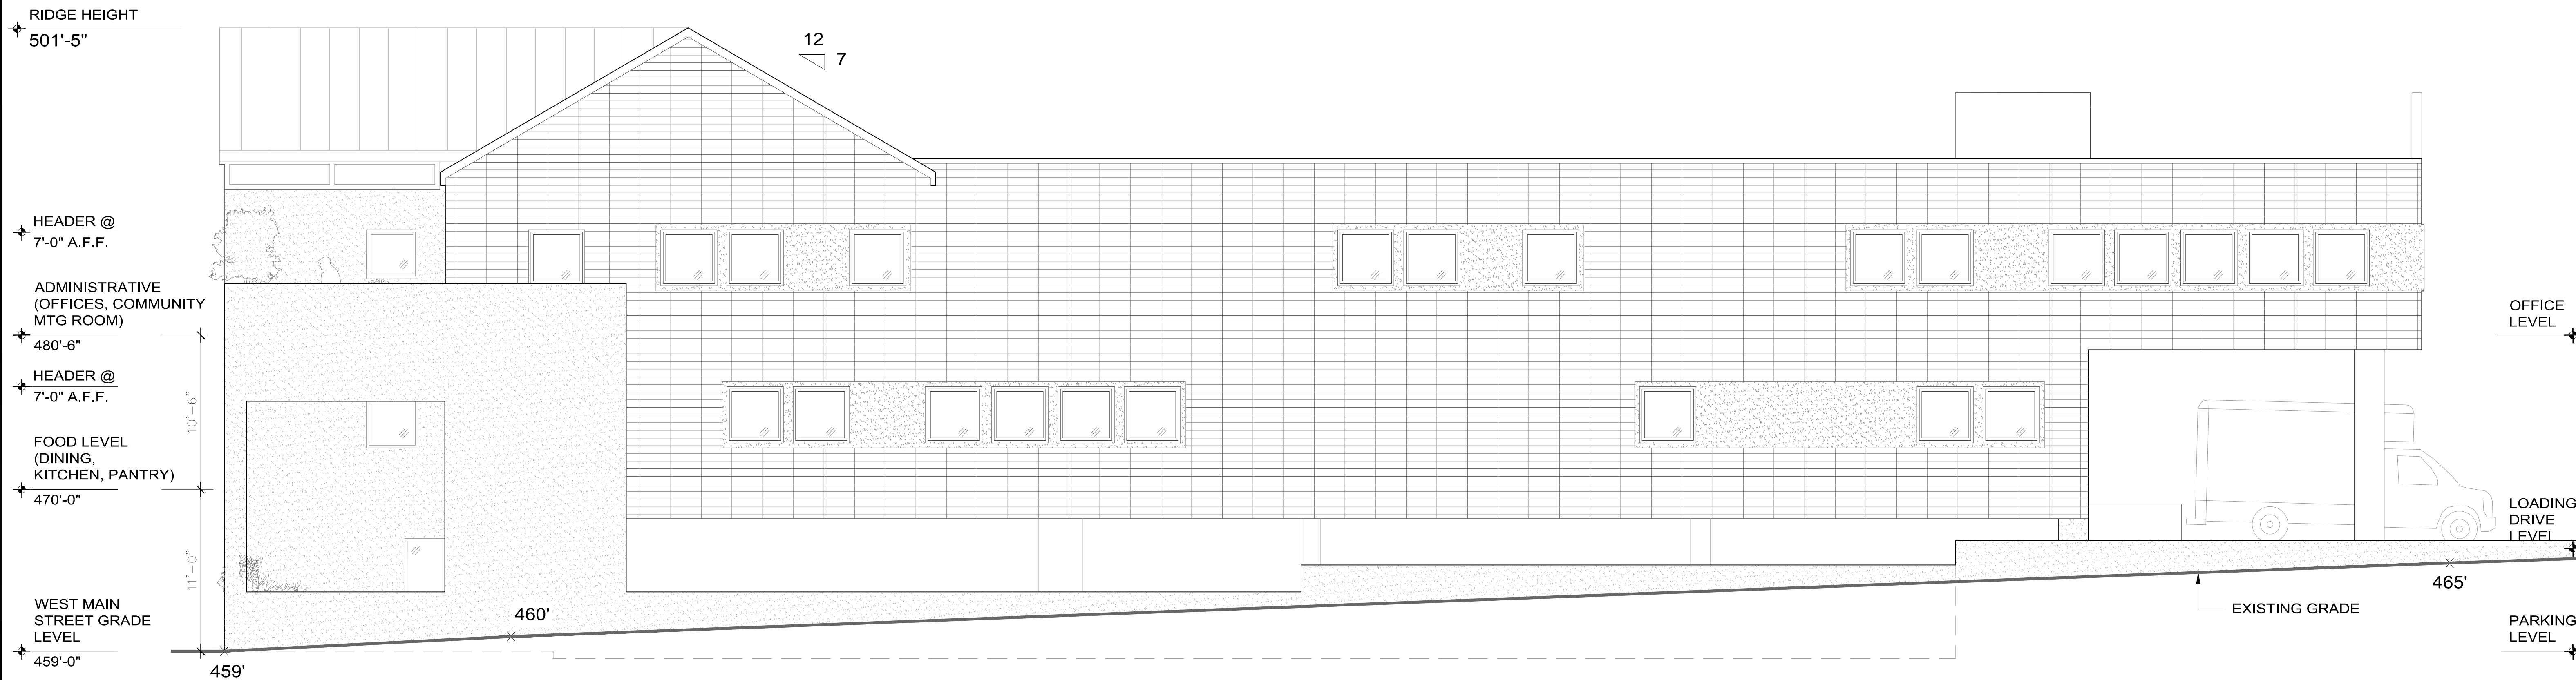 RIDGE HEIGHT
501'-5"
12
7
HEADER @
7'-0" A.F.F.
ADMINISTRATIVE
(OFFICES, COMMUNITY
MTG ROOM)
480'-6"
HEADER @
7'-0" A.F.F.
10'-6"
FOOD LEVEL
(DINING,
KITCHEN, PANTRY)
470'-0"
11'-0"
WEST MAIN
STREET GRADE
LEVEL
459'-0"
459'
460'
465'
EXISTING GRADE
OFFICE
LEVEL
LOADING
DRIVE
LEVEL
PARKING
LEVEL